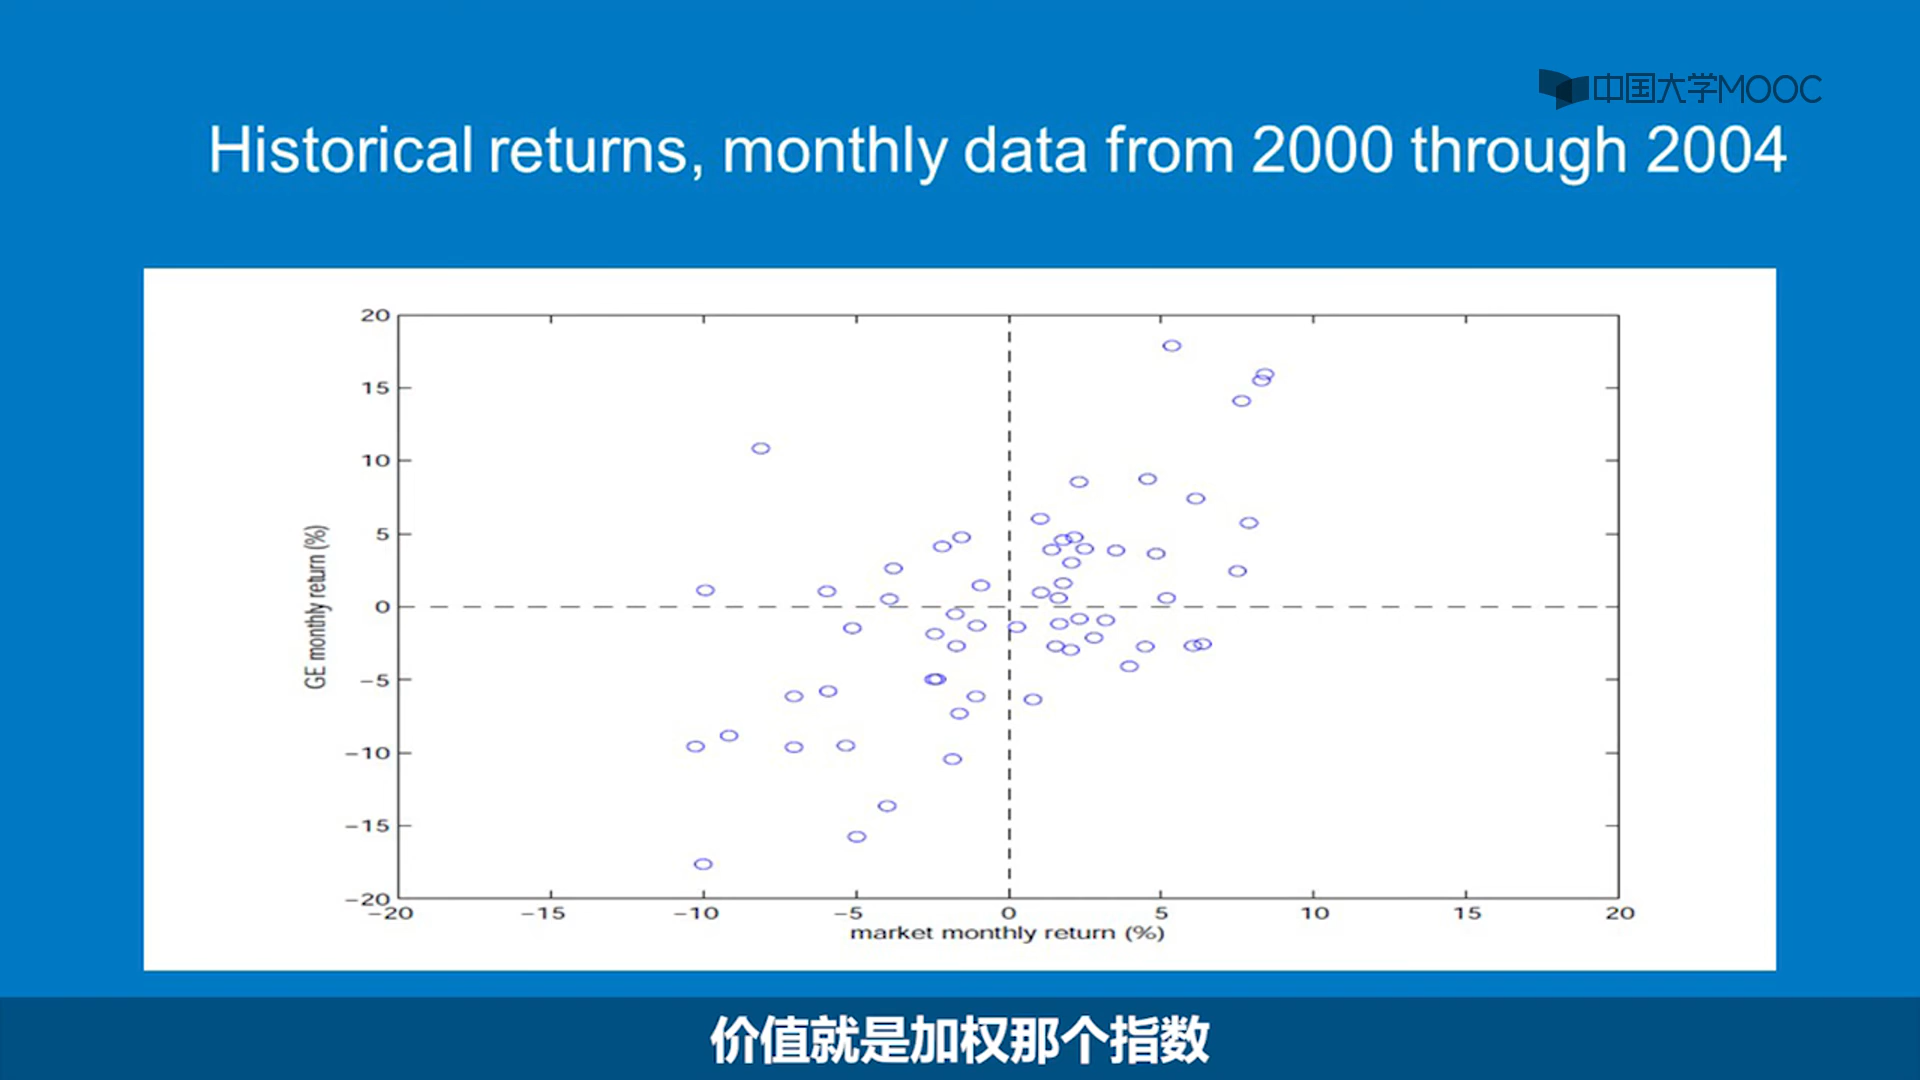 中国大学MOOC
Historical returns, monthly data from 2000 through 2004
20
15
10
5
0
−5
−10
−15
−20
GE monthly return (%)
−20 −15 −10 −5 0 5 10 15 20
market monthly return (%)
价值就是加权那个指数